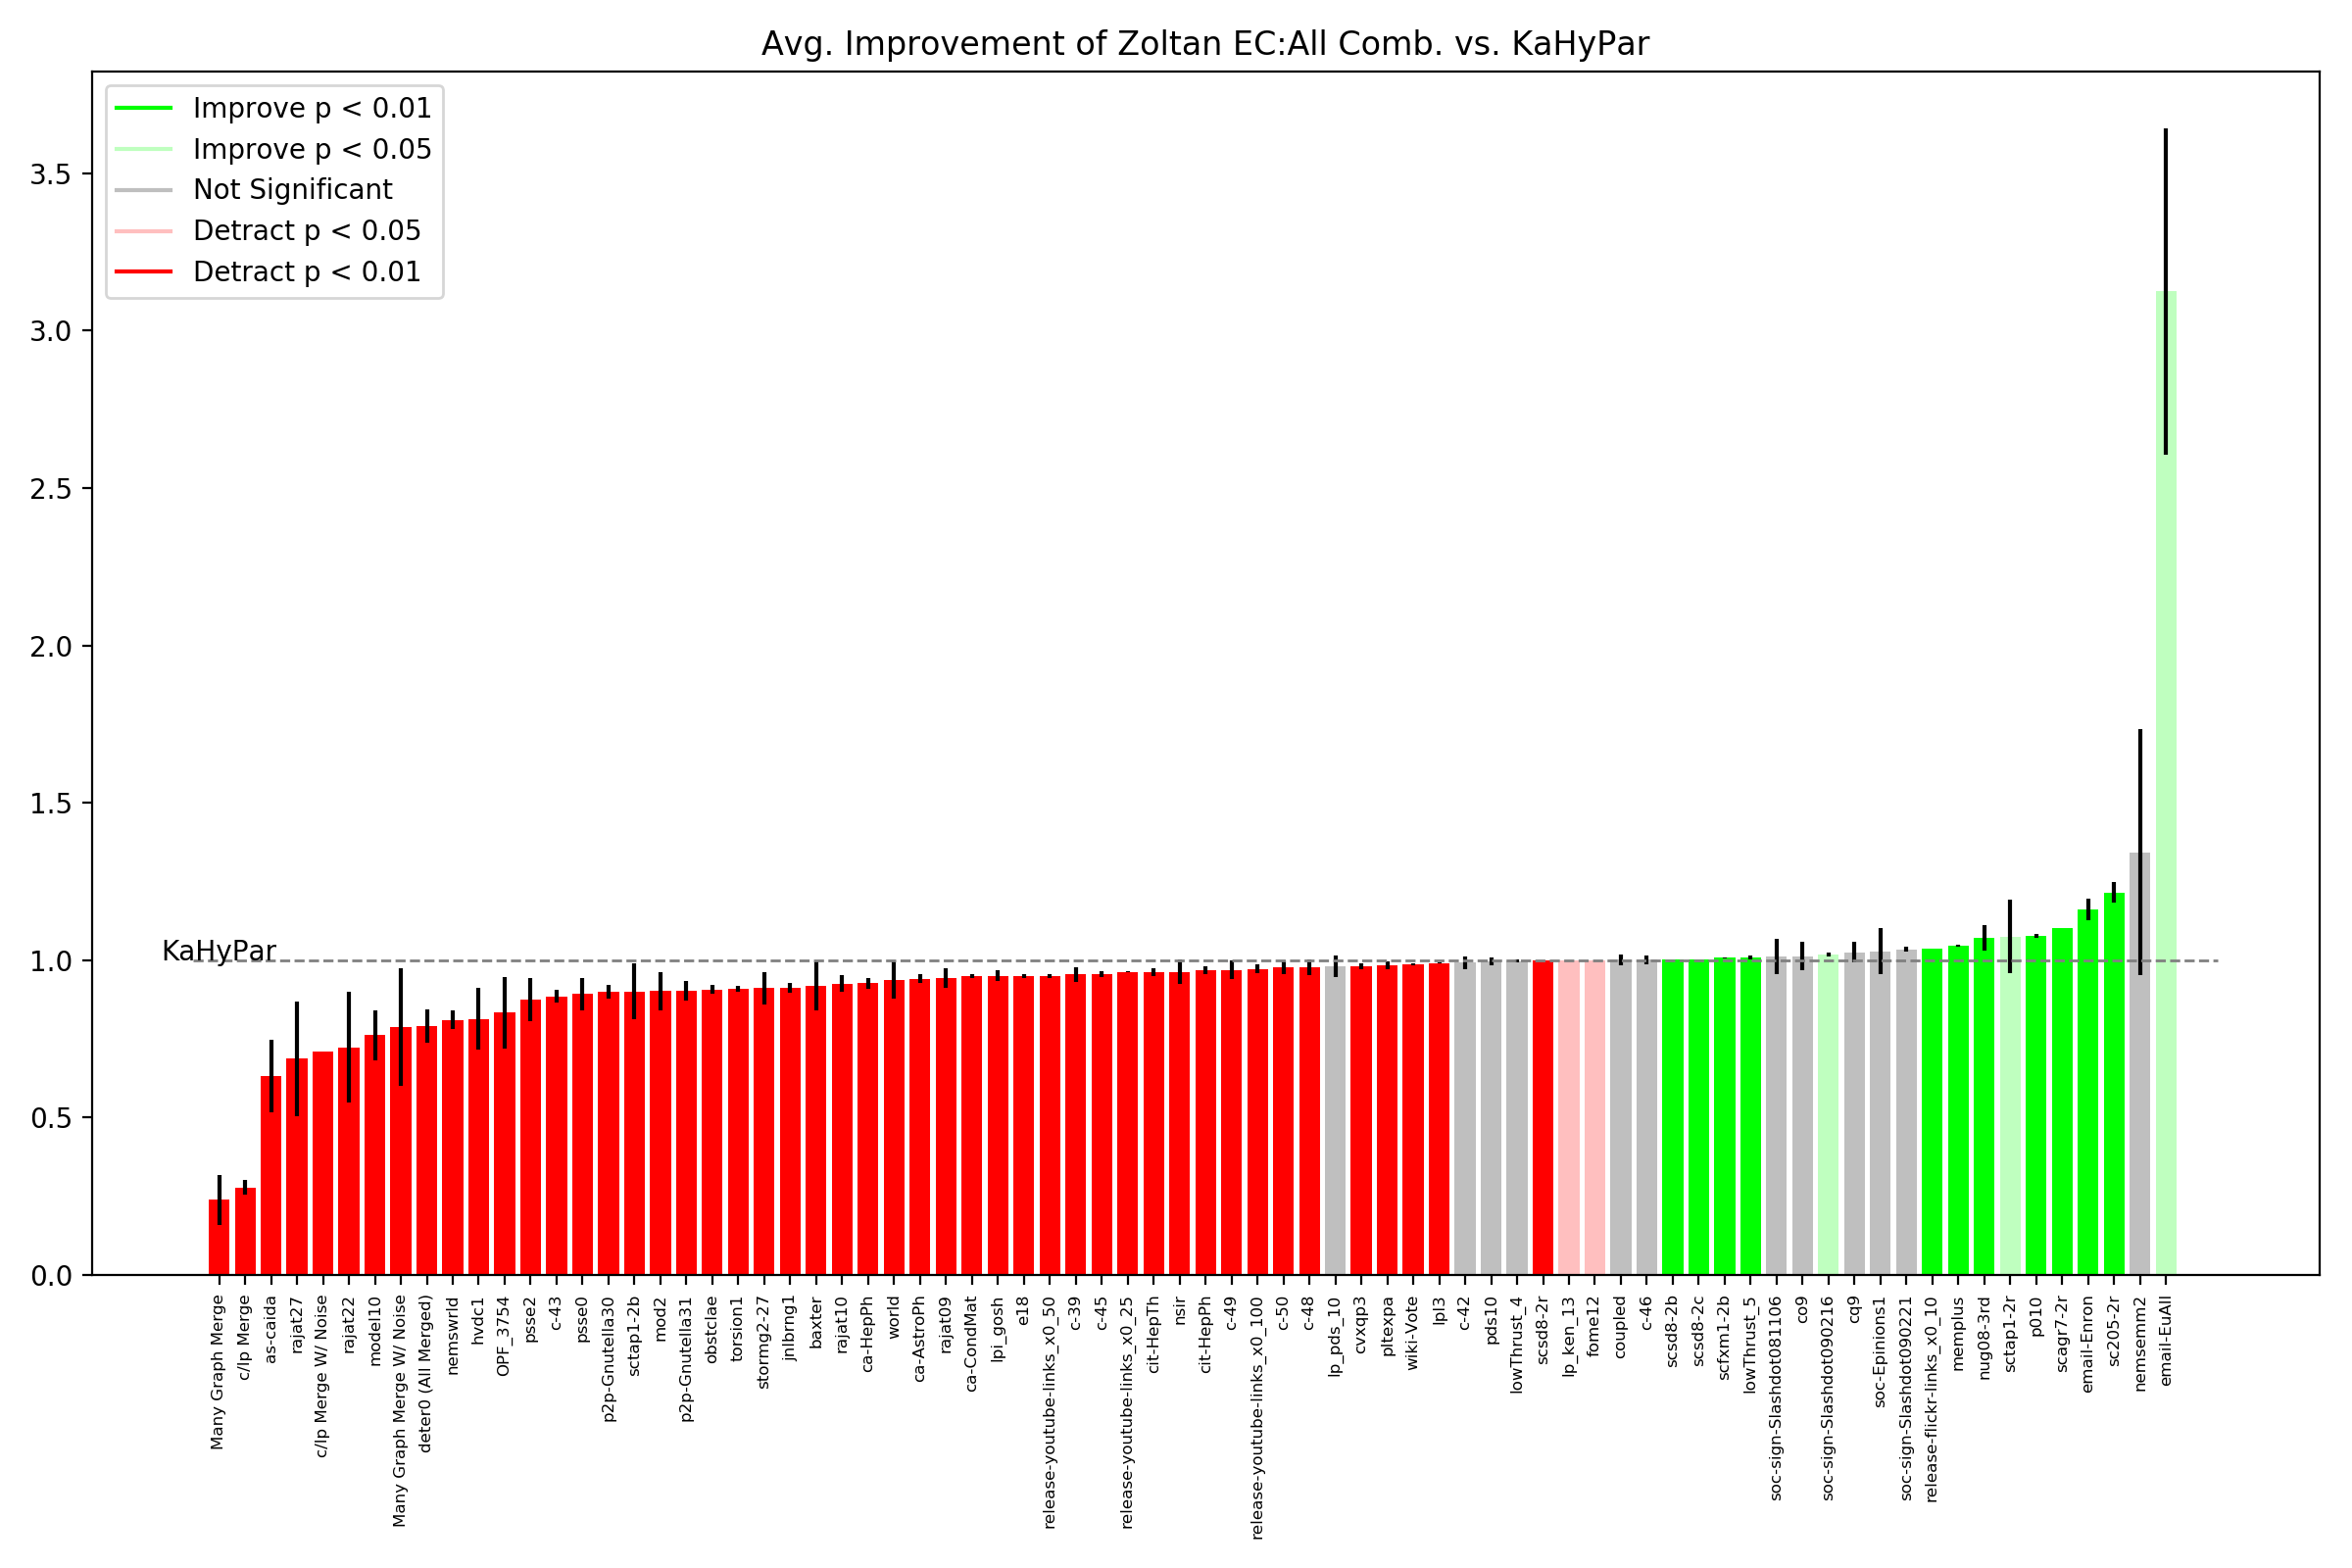 Avg. Improvement of Zoltan EC:All Comb. vs. KaHyPar
Improve p < 0.01
Improve p < 0.05
Not Significant
Detract p < 0.05
Detract p < 0.01
3.5
3.0
2.5
2.0
1.5
1.0
0.5
0.0
KaHyPar
Many Graph Merge
c/lp Merge
as-caida
rajat27
c/lp Merge W/ Noise
rajat22
model10
Many Graph Merge W/ Noise
deter0 (All Merged)
nemswrld
hvdc1
OPF_3754
psse2
c-43
psse0
p2p-Gnutella30
sctap1-2b
mod2
p2p-Gnutella31
obstclae
torsion1
stormg2-27
jnlbrng1
baxter
rajat10
ca-HepPh
world
ca-AstroPh
rajat09
ca-CondMat
lpi_gosh
e18
release-youtube-links_x0_50
c-39
c-45
release-youtube-links_x0_25
cit-HepTh
nsir
cit-HepPh
c-49
release-youtube-links_x0_100
c-50
c-48
lp_pds_10
cvxqp3
pltexpa
wiki-Vote
lpl3
c-42
pds10
lowThrust_4
scsd8-2r
lp_ken_13
fome12
coupled
c-46
scsd8-2b
scsd8-2c
scfxm1-2b
lowThrust_5
soc-sign-Slashdot081106
co9
soc-sign-Slashdot090216
cq9
soc-Epinions1
soc-sign-Slashdot090221
release-flickr-links_x0_10
memplus
nug08-3rd
sctap1-2r
p010
scagr7-2r
email-Enron
sc205-2r
nemsemm2
email-EuAll